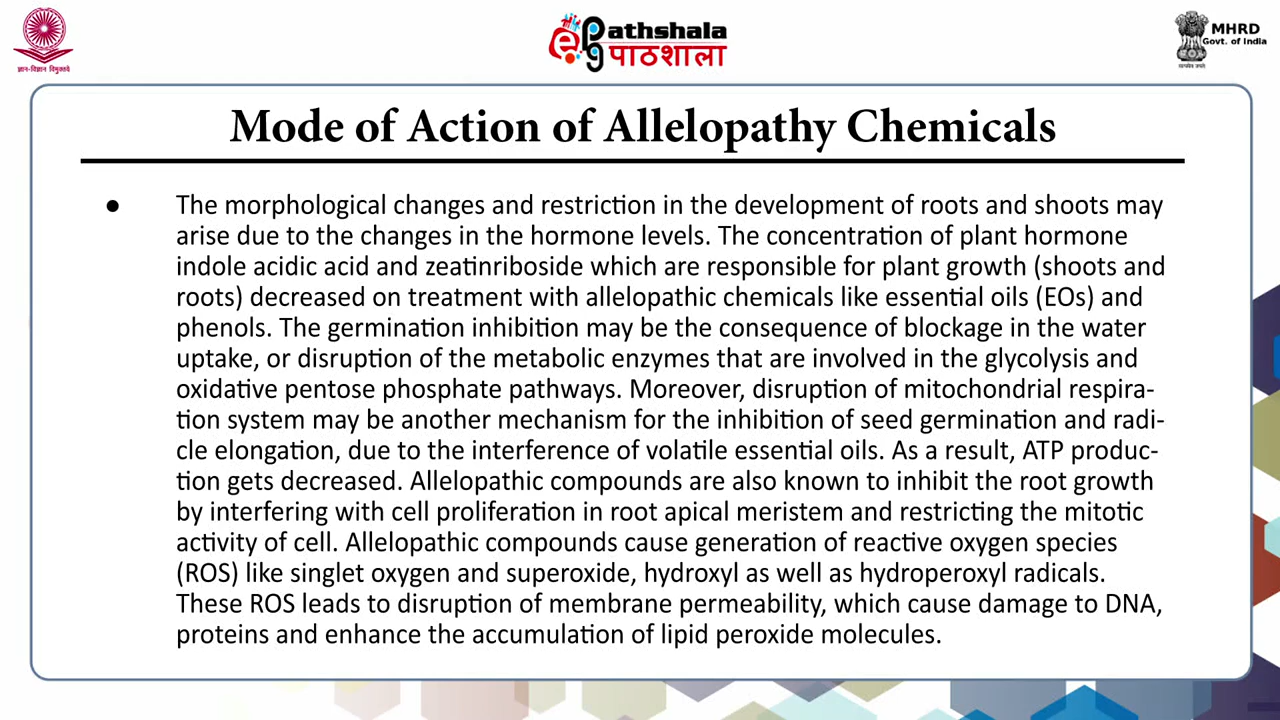 ज्ञान-विज्ञान विमुक्तये
ePG Pathshala
पाठशाला
MHRD
Govt. of India
सत्यमेव जयते
Mode of Action of Allelopathy Chemicals
● The morphological changes and restriction in the development of roots and shoots may
arise due to the changes in the hormone levels. The concentration of plant hormone
indole acidic acid and zeatinriboside which are responsible for plant growth (shoots and
roots) decreased on treatment with allelopathic chemicals like essential oils (EOs) and
phenols. The germination inhibition may be the consequence of blockage in the water
uptake, or disruption of the metabolic enzymes that are involved in the glycolysis and
oxidative pentose phosphate pathways. Moreover, disruption of mitochondrial respira-
tion system may be another mechanism for the inhibition of seed germination and radi-
cle elongation, due to the interference of volatile essential oils. As a result, ATP produc-
tion gets decreased. Allelopathic compounds are also known to inhibit the root growth
by interfering with cell proliferation in root apical meristem and restricting the mitotic
activity of cell. Allelopathic compounds cause generation of reactive oxygen species
(ROS) like singlet oxygen and superoxide, hydroxyl as well as hydroperoxyl radicals.
These ROS leads to disruption of membrane permeability, which cause damage to DNA,
proteins and enhance the accumulation of lipid peroxide molecules.